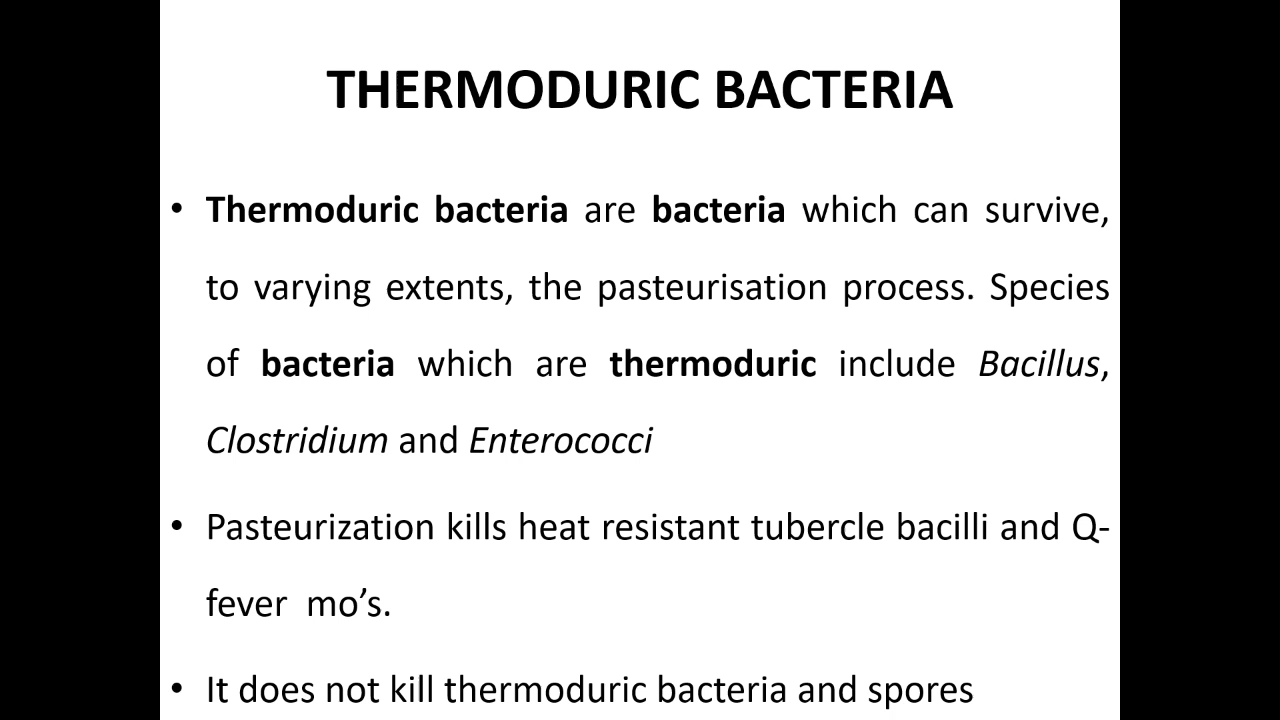 THERMODURIC BACTERIA
• Thermoduric bacteria are bacteria which can survive,
to varying extents, the pasteurisation process. Species
of bacteria which are thermoduric include Bacillus,
Clostridium and Enterococci
• Pasteurization kills heat resistant tubercle bacilli and Q-
fever mo’s.
• It does not kill thermoduric bacteria and spores